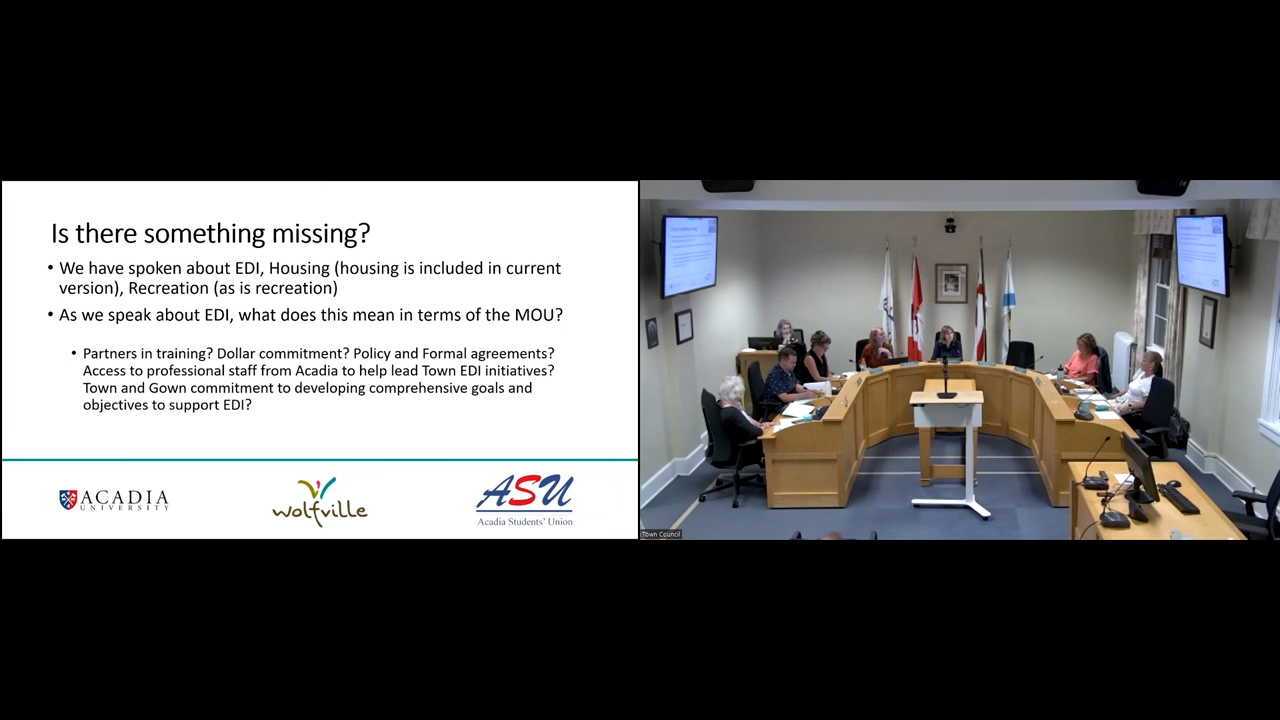 Is there something missing?
• We have spoken about EDI, Housing (housing is included in current
version), Recreation (as is recreation)
• As we speak about EDI, what does this mean in terms of the MOU?
• Partners in training? Dollar commitment? Policy and Formal agreements?
Access to professional staff from Acadia to help lead Town EDI initiatives?
Town and Gown commitment to developing comprehensive goals and
objectives to support EDI?
ACADIA
UNIVERSITY
wolfville
ASU
Acadia Students' Union
Town Council